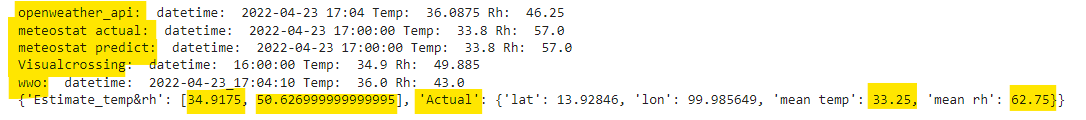 openweather_api: datetime: 2022-04-23 17:04 Temp: 36.0875 Rh: 46.25
meteostat actual: datetime: 2022-04-23 17:00:00 Temp: 33.8 Rh: 57.0
meteostat predict: datetime: 2022-04-23 17:00:00 Temp: 33.8 Rh: 57.0
Visualcrossing: datetime: 16:00:00 Temp: 34.9 Rh: 49.885
wwo: datetime: 2022-04-23_17:04:10 Temp: 36.0 Rh: 43.0
{'Estimate_temp&rh': [34.9175, 50.626999999999995], 'Actual': {'lat': 13.92846, 'lon': 99.985649, 'mean temp': 33.25, 'mean rh': 62.75}}